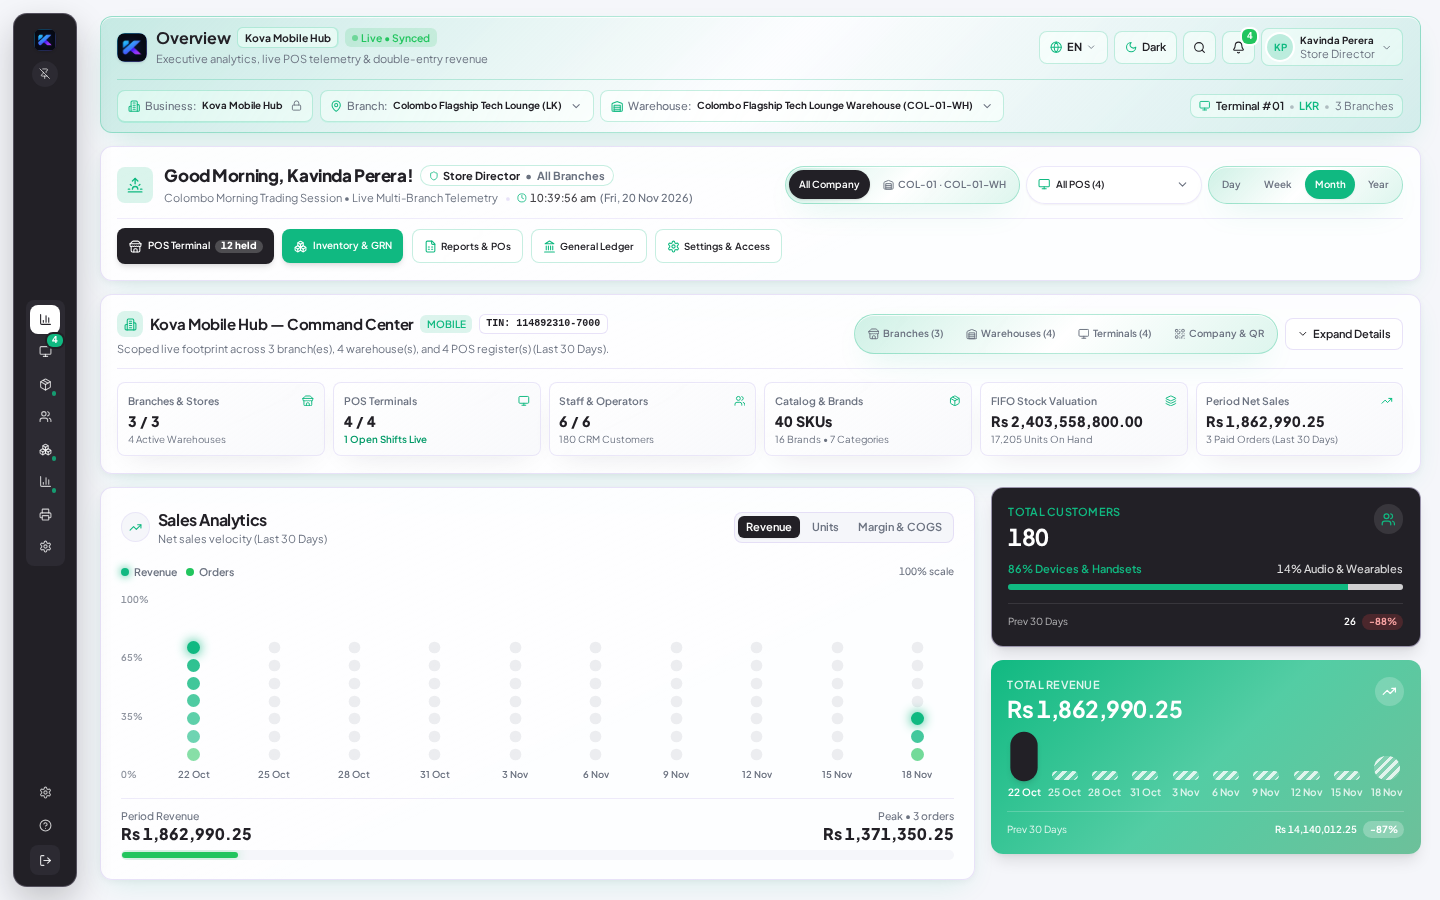 Overview Kova Mobile Hub Live • Synced
Executive analytics, live POS telemetry & double-entry revenue
EN Dark 4 KP Kavinda Perera
Store Director
Business: Kova Mobile Hub Branch: Colombo Flagship Tech Lounge (LK) Warehouse: Colombo Flagship Tech Lounge Warehouse (COL-01-WH) Terminal #01 • LKR • 3 Branches
Good Morning, Kavinda Perera! Store Director • All Branches
Colombo Morning Trading Session • Live Multi-Branch Telemetry • 10:39:56 am (Fri, 20 Nov 2026)
All Company COL-01 · COL-01-WH All POS (4) Day Week Month Year
POS Terminal 12 held Inventory & GRN Reports & POs General Ledger Settings & Access
4
Kova Mobile Hub — Command Center MOBILE TIN: 114892310-7000
Scoped live footprint across 3 branch(es), 4 warehouse(s), and 4 POS register(s) (Last 30 Days).
Branches (3) Warehouses (4) Terminals (4) Company & QR Expand Details
Branches & Stores
3 / 3
4 Active Warehouses
POS Terminals
4 / 4
1 Open Shifts Live
Staff & Operators
6 / 6
180 CRM Customers
Catalog & Brands
40 SKUs
16 Brands • 7 Categories
FIFO Stock Valuation
Rs 2,403,558,800.00
17,205 Units On Hand
Period Net Sales
Rs 1,862,990.25
3 Paid Orders (Last 30 Days)
Sales Analytics
Net sales velocity (Last 30 Days)
Revenue Units Margin & COGS
Revenue Orders 100% scale
100%
65%
35%
0% 22 Oct 25 Oct 28 Oct 31 Oct 3 Nov 6 Nov 9 Nov 12 Nov 15 Nov 18 Nov
Period Revenue Peak • 3 orders
Rs 1,862,990.25 Rs 1,371,350.25
TOTAL CUSTOMERS
180
86% Devices & Handsets 14% Audio & Wearables
Prev 30 Days 26 -88%
TOTAL REVENUE
Rs 1,862,990.25
22 Oct 25 Oct 28 Oct 31 Oct 3 Nov 6 Nov 9 Nov 12 Nov 15 Nov 18 Nov
Prev 30 Days Rs 14,140,012.25 -87%